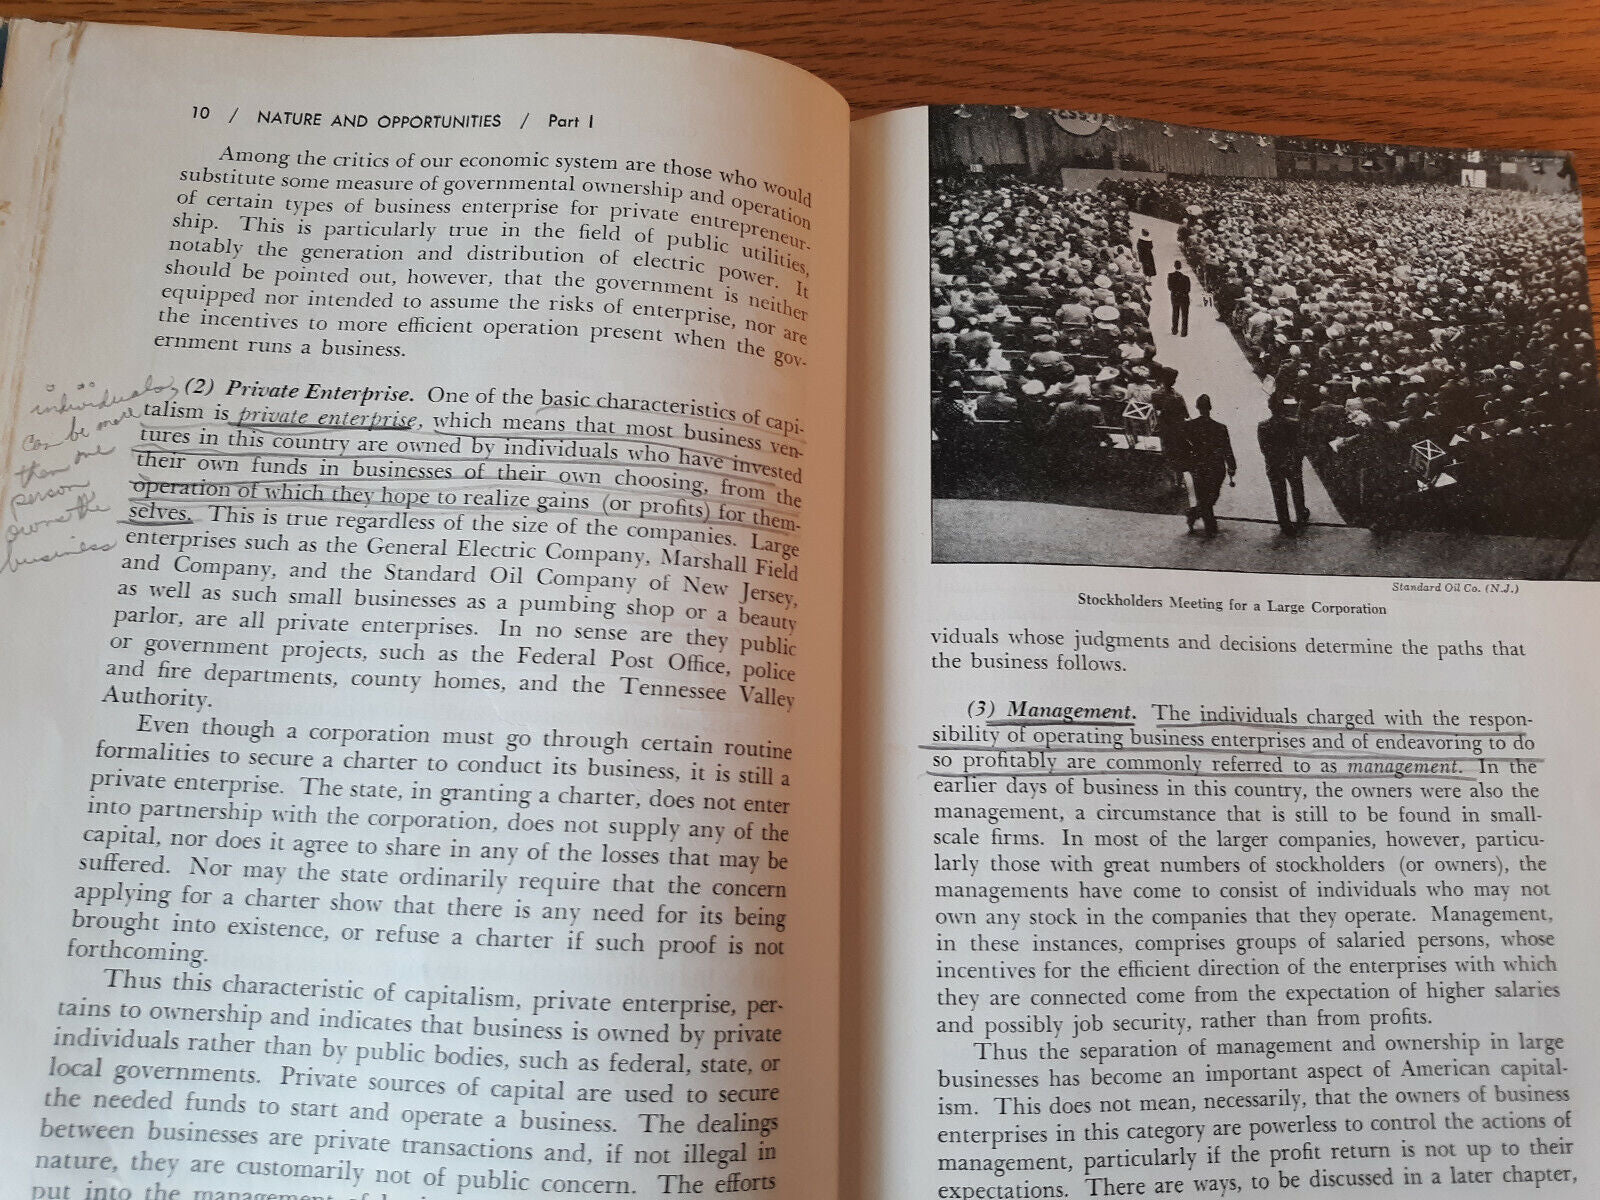 10 / NATURE AND OPPORTUNITIES / Part I
Among the critics of our economic system are those who would
substitute some measure of governmental ownership and operation
of certain types of business enterprise for private entrepreneur-
ship. This is particularly true in the field of public utilities,
notably the generation and distribution of electric power. It
should be pointed out, however, that the government is neither
equipped nor intended to assume the risks of enterprise, nor are
the incentives to more efficient operation present when the gov-
ernment runs a business.
(2) Private Enterprise. One of the basic characteristics of capi-
talism is private enterprise, which means that most business ven-
tures in this country are owned by individuals who have invested
their own funds in businesses of their own choosing, from the
operation of which they hope to realize gains (or profits) for them-
selves. This is true regardless of the size of the companies. Large
enterprises such as the General Electric Company, Marshall Field
and Company, and the Standard Oil Company of New Jersey,
as well as such small businesses as a pumbing shop or a beauty
parlor, are all private enterprises. In no sense are they public
or government projects, such as the Federal Post Office, police
and fire departments, county homes, and the Tennessee Valley
Authority.
Even though a corporation must go through certain routine
formalities to secure a charter to conduct its business, it is still a
private enterprise. The state, in granting a charter, does not enter
into partnership with the corporation, does not supply any of the
capital, nor does it agree to share in any of the losses that may be
suffered. Nor may the state ordinarily require that the concern
applying for a charter show that there is any need for its being
brought into existence, or refuse a charter if such proof is not
forthcoming.
Thus this characteristic of capitalism, private enterprise, per-
tains to ownership and indicates that business is owned by private
individuals rather than by public bodies, such as federal, state, or
local governments. Private sources of capital are used to secure
the needed funds to start and operate a business. The dealings
between businesses are private transactions and, if not illegal in
nature, they are customarily not of public concern. The efforts
put into the management of
individuals
can be more
then one
person
owns the
business
Standard Oil Co. (N.J.)
Stockholders Meeting for a Large Corporation
viduals whose judgments and decisions determine the paths that
the business follows.
(3) Management. The individuals charged with the respon-
sibility of operating business enterprises and of endeavoring to do
so profitably are commonly referred to as management. In the
earlier days of business in this country, the owners were also the
management, a circumstance that is still to be found in small-
scale firms. In most of the larger companies, however, particu-
larly those with great numbers of stockholders (or owners), the
managements have come to consist of individuals who may not
own any stock in the companies that they operate. Management,
in these instances, comprises groups of salaried persons, whose
incentives for the efficient direction of the enterprises with which
they are connected come from the expectation of higher salaries
and possibly job security, rather than from profits.
Thus the separation of management and ownership in large
businesses has become an important aspect of American capital-
ism. This does not mean, necessarily, that the owners of business
enterprises in this category are powerless to control the actions of
management, particularly if the profit return is not up to their
expectations. There are ways, to be discussed in a later chapter,